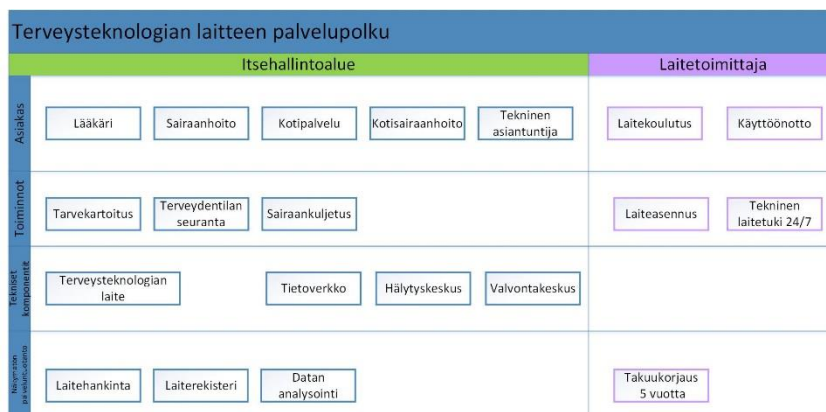 Terveysteknologian laitteen palvelupolku
Itsehallintoalue
Laitetoimittaja
Asiakas
Lääkäri
Sairaanhoito
Kotipalvelu
Kotisairaanhoito
Tekninen
asiantuntija
Laitekoulutus
Käyttöönotto
Toiminnot
Tarvekartoitus
Terveydentilan
seuranta
Sairaankuljetus
Laiteasennus
Tekninen
laitetuki 24/7
Tekniset
komponentit
Terveysteknologian
laite
Tietoverkko
Hälytyskeskus
Valvontakeskus
Näkymätön
palveluntuotanto
Laitehankinta
Laiterekisteri
Datan
analysointi
Takuukorjaus
5 vuotta